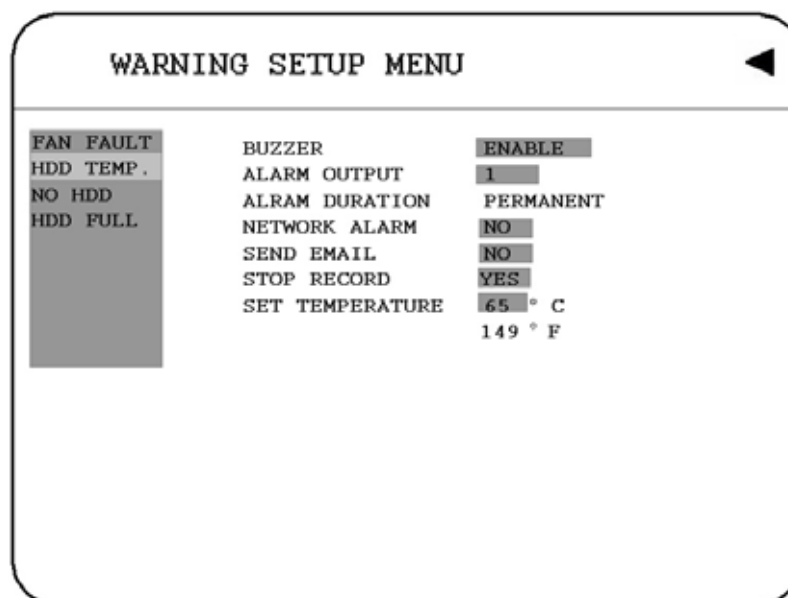 WARNING SETUP MENU
FAN FAULT
HDD TEMP.
NO HDD
HDD FULL
BUZZER ENABLE
ALARM OUTPUT 1
ALRAM DURATION PERMANENT
NETWORK ALARM NO
SEND EMAIL NO
STOP RECORD YES
SET TEMPERATURE 65 ° C
149 ° F